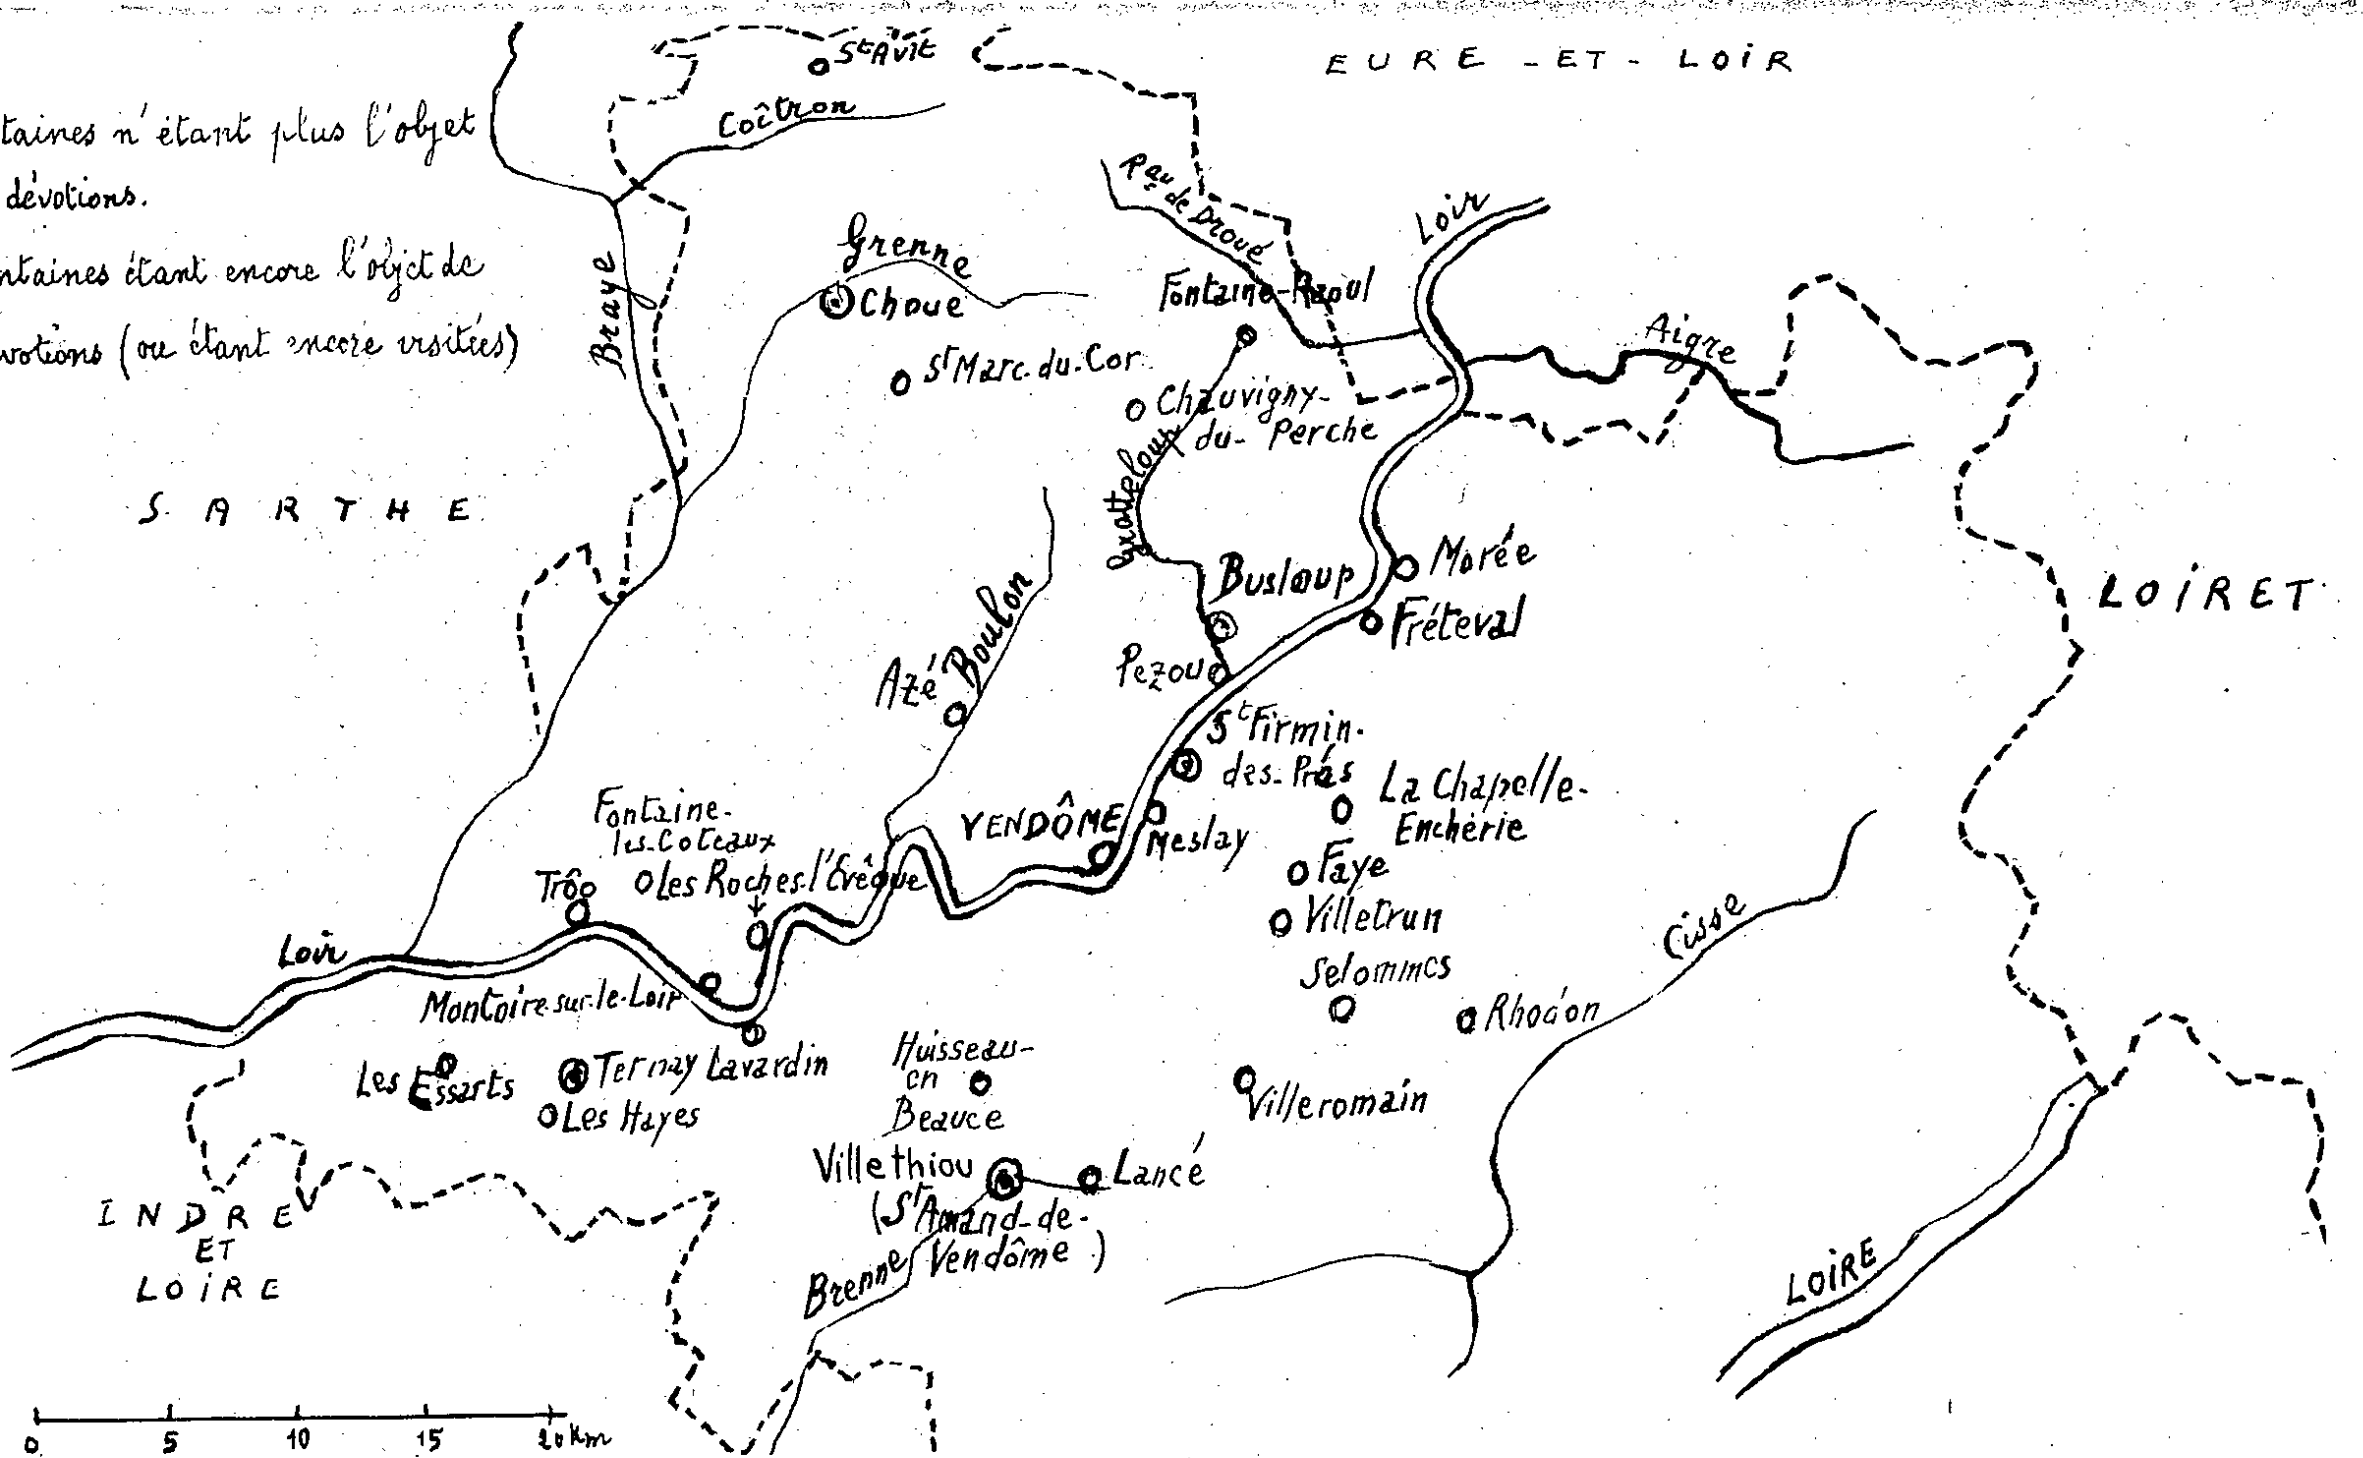 St Avit
EURE-ET-LOIR
Coîtron
taines n'étant plus l'objet
dévotions.
Rau de Droué
Loir
Grenne
ntaines étant encore l'objet de
Choue
Fontaine-Raoul
Braye
votions (ou étant encore visitées)
Aigre
St Marc-du-Cor
Chauvigny-
du-Perche
Gratteloup
SARTHE
Morée
Busloup
LOIRET
Boulon
Fréteval
Azé
Pezou
St Firmin-
des-Prés
La Chapelle-
Enchérie
Fontaine-
les-Coteaux
VENDÔME
Meslay
Les Roches-l'Evêque
Faye
Trôo
Villetrun
Cisse
Loir
Selommes
Montoire-sur-le-Loir
Rhodon
Huisseau-
en
Beauce
Les Essarts
Ternay
Lavardin
Villeromain
Les Hayes
Villethiou
(St Amand-de-
Vendôme)
Lancé
INDRE
ET
LOIRE
Brenne
LOIRE
0 5 10 15 20 Km